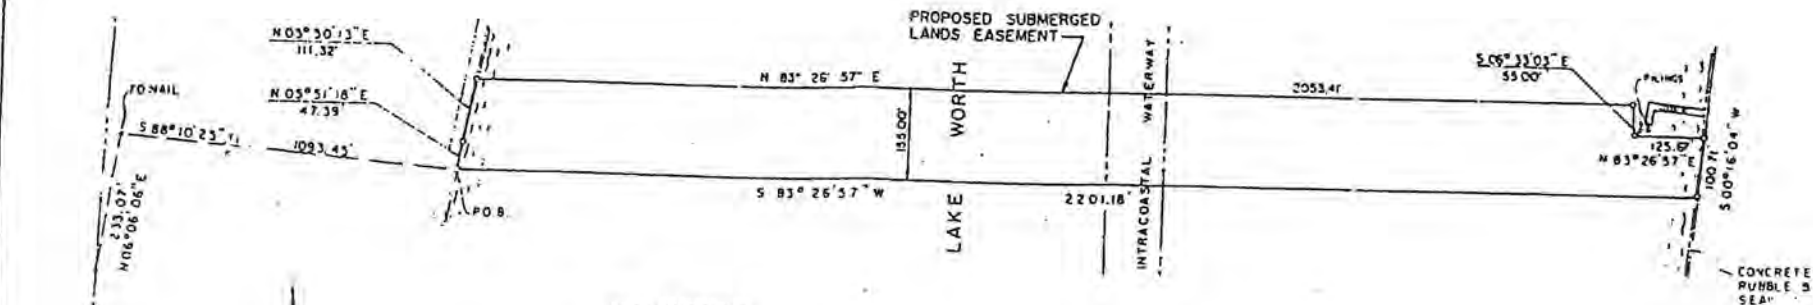 PROPOSED SUBMERGED
LANDS EASEMENT
N 03° 30' 13" E
111.32'
N 05° 51' 18" E
47.39
TO NAIL
S 88° 10' 23"
1093.45'
233.07'
N 06° 06' 06" E
P.O.B.
N 83° 26' 57" E
155.00'
S 83° 26' 57" W
LAKE WORTH
INTRACOASTAL WATERWAY
2201.18'
2053.41'
S 06° 33' 03" E
55.00'
PILINGS
125.67'
N 83° 26' 57" E
100.71'
S 00° 16' 04" W
CONCRETE
RUBBLE